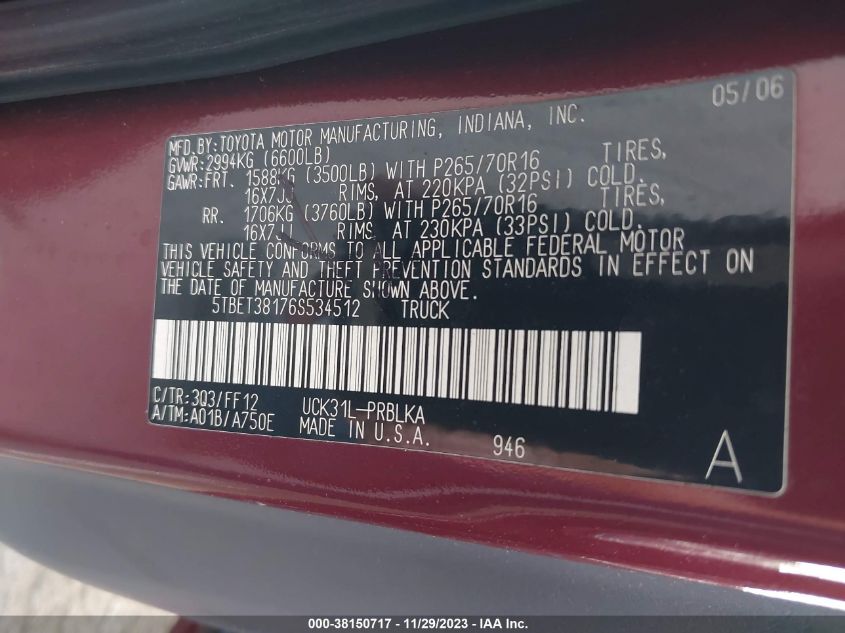 05/06
MFD.BY:TOYOTA MOTOR MANUFACTURING, INDIANA, INC.
GVWR:2994KG (6600LB)
GAWR:FRT. 1588KG (3500LB) WITH P265/70R16 TIRES,
16X7JJ RIMS, AT 220KPA (32PSI) COLD.
RR. 1706KG (3760LB) WITH P265/70R16 TIRES,
16X7JJ RIMS, AT 230KPA (33PSI) COLD.
THIS VEHICLE CONFORMS TO ALL APPLICABLE FEDERAL MOTOR
VEHICLE SAFETY AND THEFT PREVENTION STANDARDS IN EFFECT ON
THE DATE OF MANUFACTURE SHOWN ABOVE.
5TBET38176S534512 TRUCK
C/TR:3Q3/FF12 UCK31L-PRBLKA
A/TM:A01B/A750E MADE IN U.S.A.
946
A
000-38150717 - 11/29/2023 - IAA Inc.